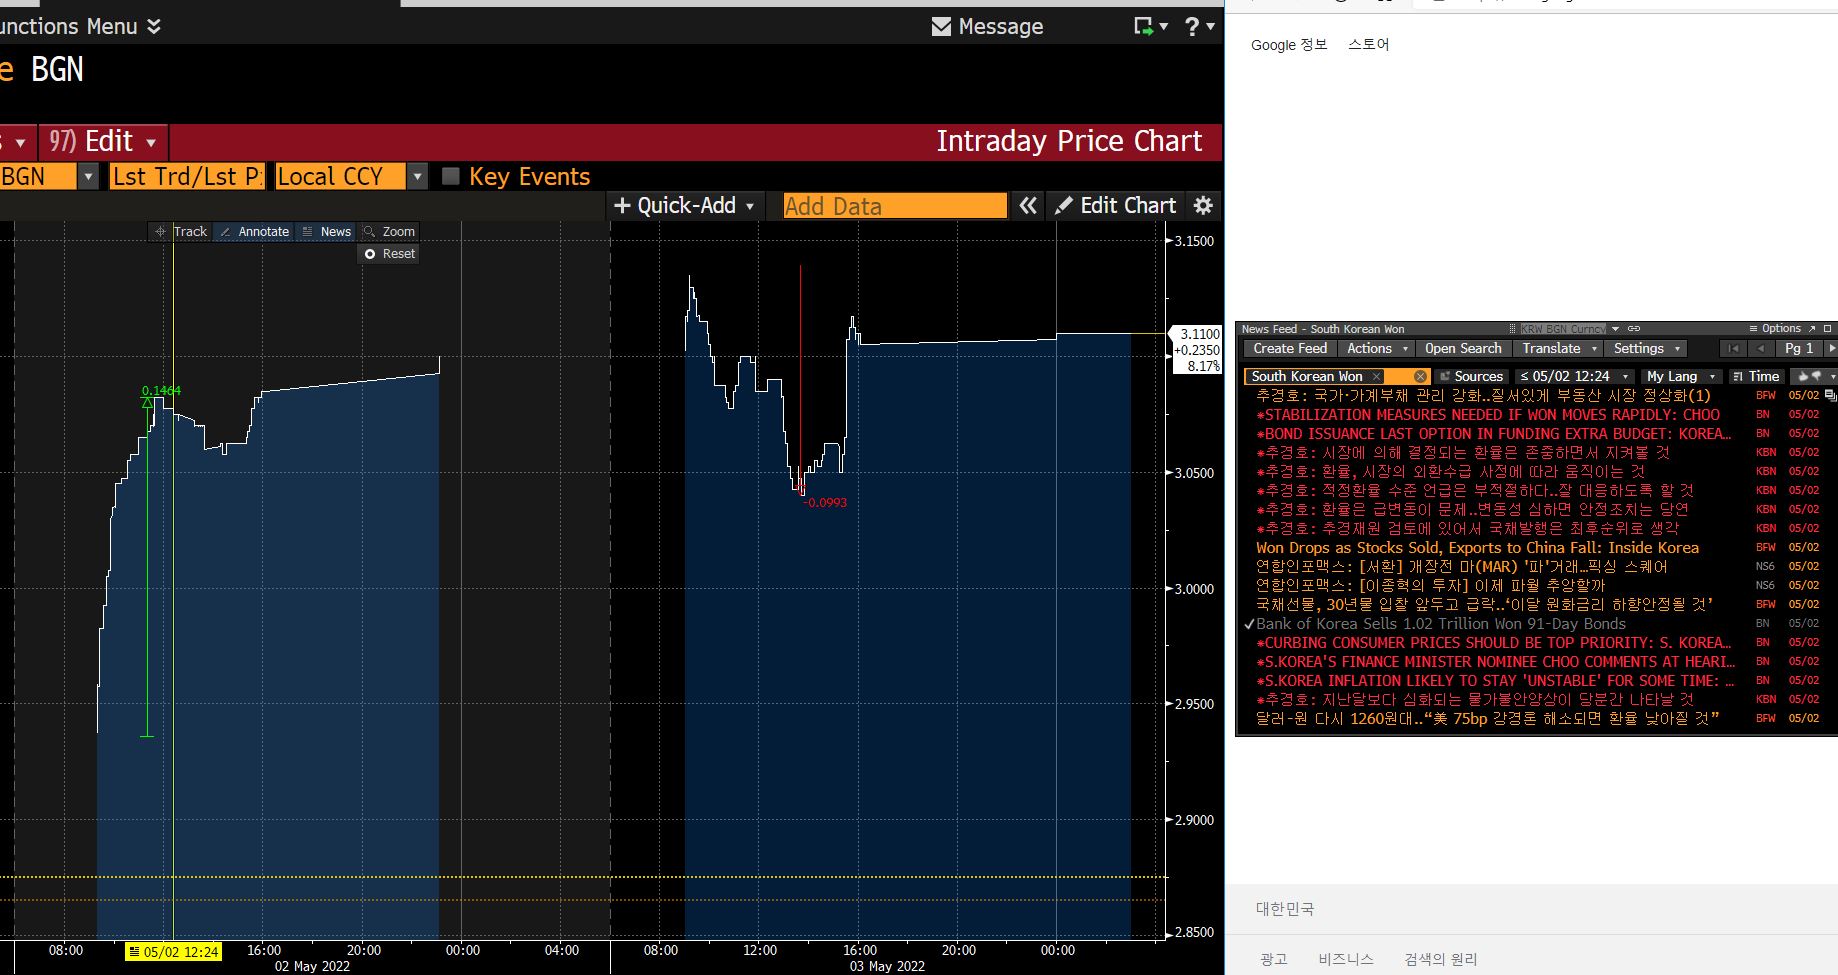 unctions Menu
Message
?
e BGN
97) Edit
Intraday Price Chart
BGN
Lst Trd/Lst P
Local CCY
Key Events
+ Quick-Add
Add Data
Edit Chart
Track
Annotate
News
Zoom
Reset
0.1464
-0.0993
3.1500
3.1100
+0.2350
8.17%
3.0500
3.0000
2.9500
2.9000
2.8500
08:00
05/02 12:24
16:00
20:00
00:00
04:00
08:00
12:00
16:00
20:00
00:00
02 May 2022
03 May 2022
Google 정보 스토어
News Feed - South Korean Won
KRW BGN Curncy
Options
Create Feed Actions Open Search Translate Settings Pg 1
South Korean Won Sources ≤ 05/02 12:24 My Lang Time
추경호: 국가·가계부채 관리 강화..질서있게 부동산 시장 정상화(1) BFW 05/02
*STABILIZATION MEASURES NEEDED IF WON MOVES RAPIDLY: CHOO BN 05/02
*BOND ISSUANCE LAST OPTION IN FUNDING EXTRA BUDGET: KOREA... BN 05/02
*추경호: 시장에 의해 결정되는 환율은 존중하면서 지켜볼 것 KBN 05/02
*추경호: 환율, 시장의 외환수급 사정에 따라 움직이는 것 KBN 05/02
*추경호: 적정환율 수준 언급은 부적절하다..잘 대응하도록 할 것 KBN 05/02
*추경호: 환율은 급변동이 문제..변동성 심하면 안정조치는 당연 KBN 05/02
*추경호: 추경재원 검토에 있어서 국채발행은 최후순위로 생각 KBN 05/02
Won Drops as Stocks Sold, Exports to China Fall: Inside Korea BFW 05/02
연합인포맥스: [서환] 개장전 마(MAR) '파'거래…픽싱 스퀘어 NS6 05/02
연합인포맥스: [이종혁의 투자] 이제 파월 추앙할까 NS6 05/02
국채선물, 30년물 입찰 앞두고 급락..‘이달 원화금리 하향안정될 것’ BFW 05/02
Bank of Korea Sells 1.02 Trillion Won 91-Day Bonds BN 05/02
*CURBING CONSUMER PRICES SHOULD BE TOP PRIORITY: S. KOREA... BN 05/02
*S.KOREA'S FINANCE MINISTER NOMINEE CHOO COMMENTS AT HEARI... BN 05/02
*S.KOREA INFLATION LIKELY TO STAY 'UNSTABLE' FOR SOME TIME: ... BN 05/02
*추경호: 지난달보다 심화되는 물가불안양상이 당분간 나타날 것 KBN 05/02
달러-원 다시 1260원대..“美 75bp 강경론 해소되면 환율 낮아질 것” BFW 05/02
대한민국
광고 비즈니스 검색의 원리